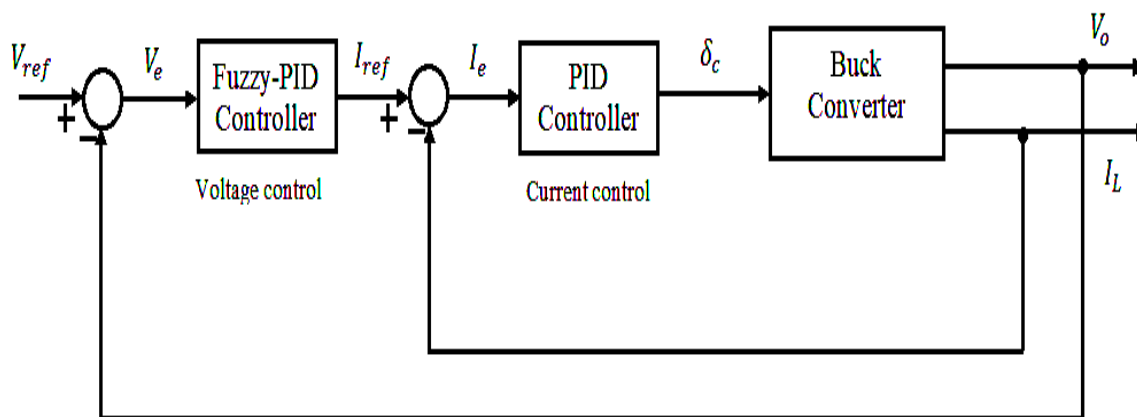 V_ref
+
−
V_e
Fuzzy-PID
Controller
Voltage control
I_ref
+
−
I_e
PID
Controller
Current control
δ_c
Buck
Converter
V_o
I_L